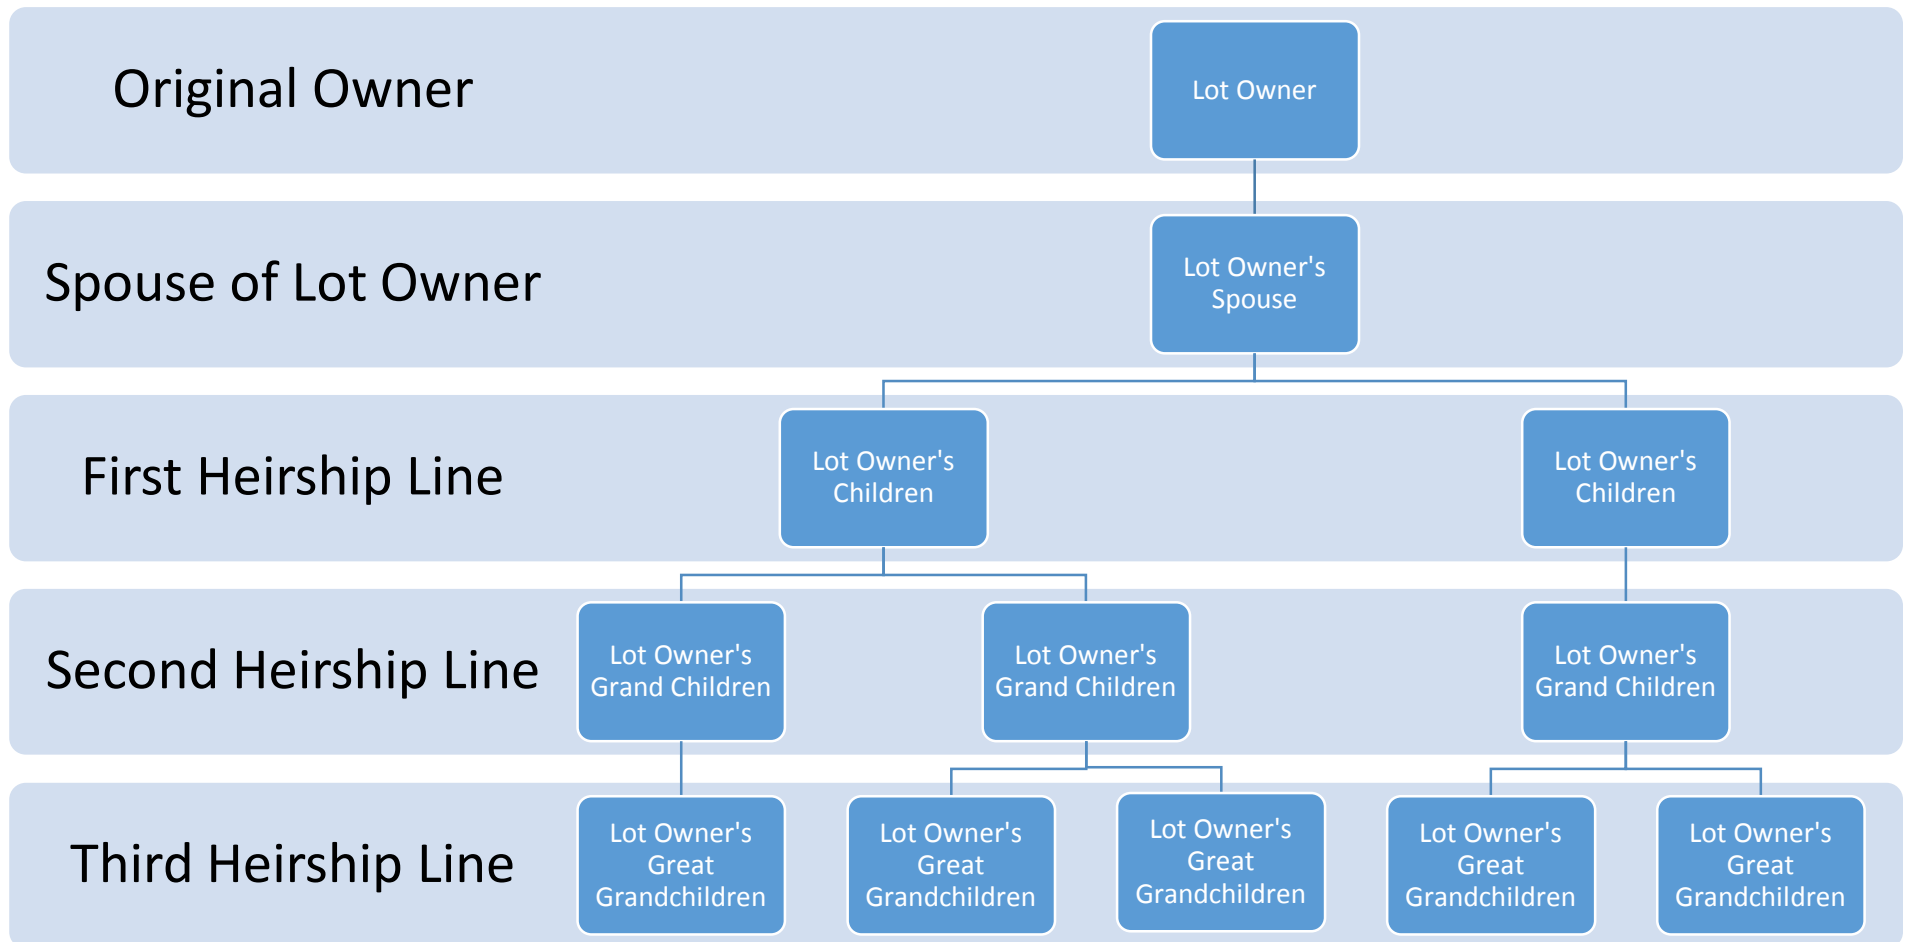 Original Owner
Lot Owner
Spouse of Lot Owner
Lot Owner's
Spouse
First Heirship Line
Lot Owner's
Children
Lot Owner's
Children
Second Heirship Line
Lot Owner's
Grand Children
Lot Owner's
Grand Children
Lot Owner's
Grand Children
Third Heirship Line
Lot Owner's
Great
Grandchildren
Lot Owner's
Great
Grandchildren
Lot Owner's
Great
Grandchildren
Lot Owner's
Great
Grandchildren
Lot Owner's
Great
Grandchildren